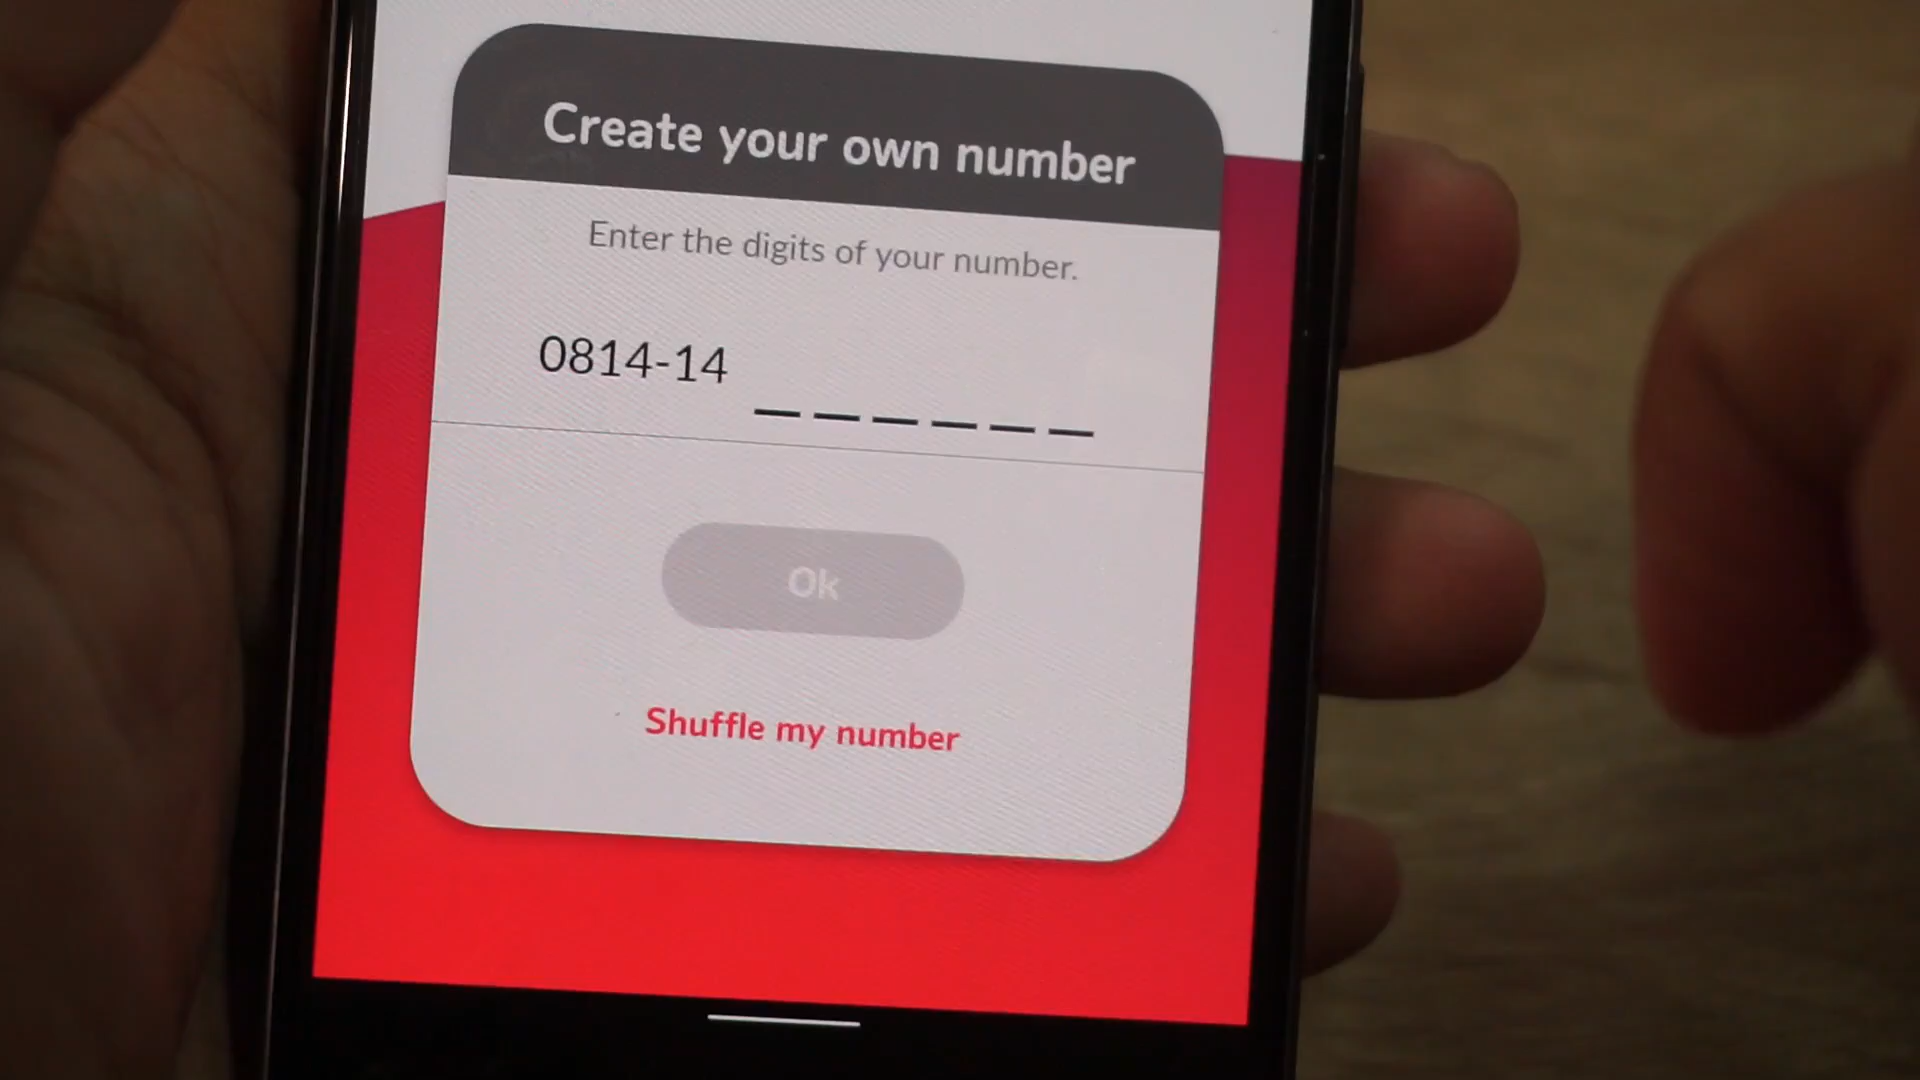 Create your own number
Enter the digits of your number.
0814-14 _ _ _ _ _ _
Ok
Shuffle my number